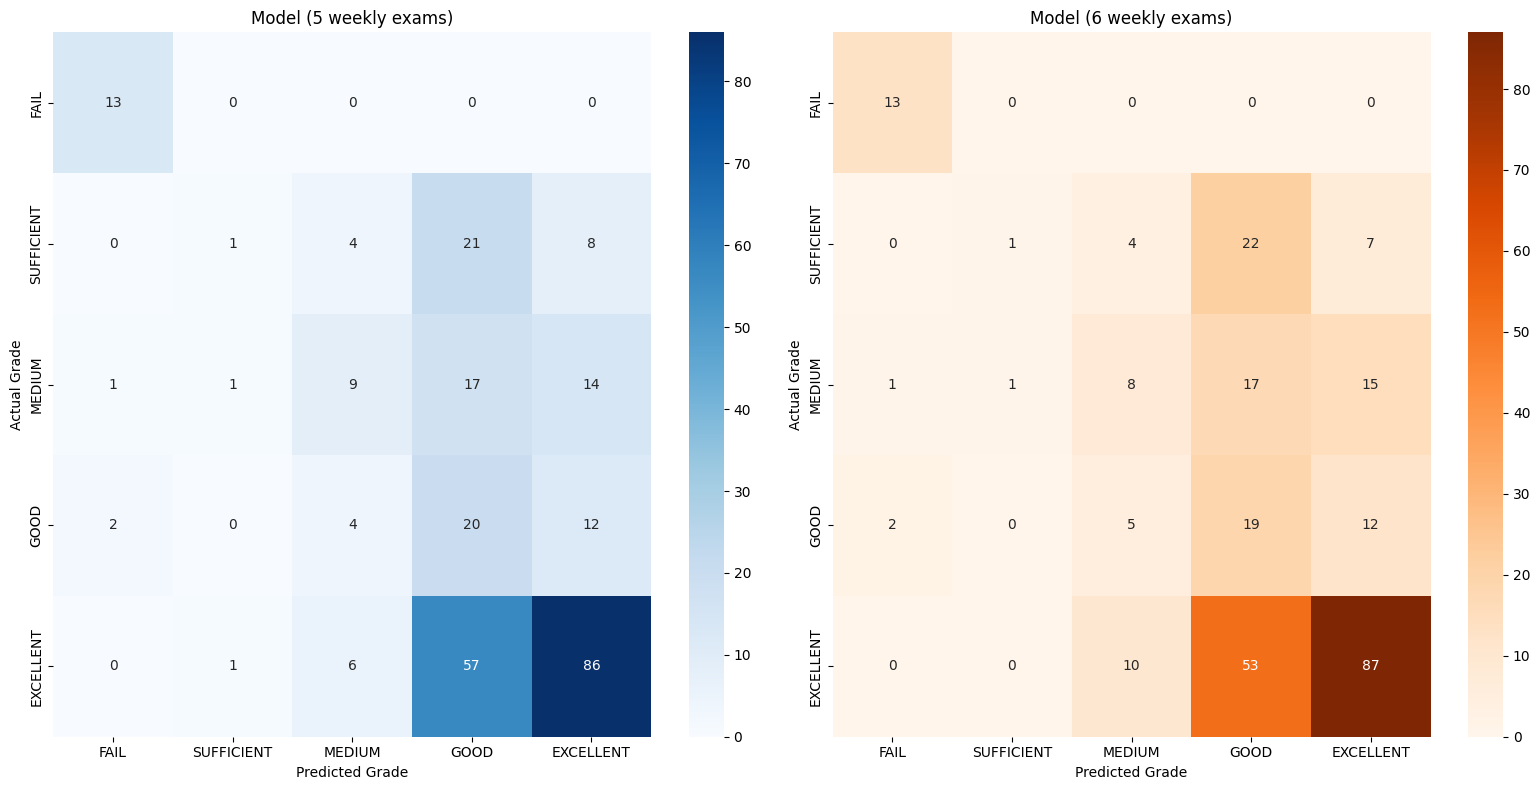 Model (5 weekly exams)
FAIL
SUFFICIENT
MEDIUM
GOOD
EXCELLENT
Actual Grade
13 0 0 0 0
0 1 4 21 8
1 1 9 17 14
2 0 4 20 12
0 1 6 57 86
FAIL SUFFICIENT MEDIUM GOOD EXCELLENT
Predicted Grade
80
70
60
50
40
30
20
10
0
Model (6 weekly exams)
FAIL
SUFFICIENT
MEDIUM
GOOD
EXCELLENT
Actual Grade
13 0 0 0 0
0 1 4 22 7
1 1 8 17 15
2 0 5 19 12
0 0 10 53 87
FAIL SUFFICIENT MEDIUM GOOD EXCELLENT
Predicted Grade
80
70
60
50
40
30
20
10
0